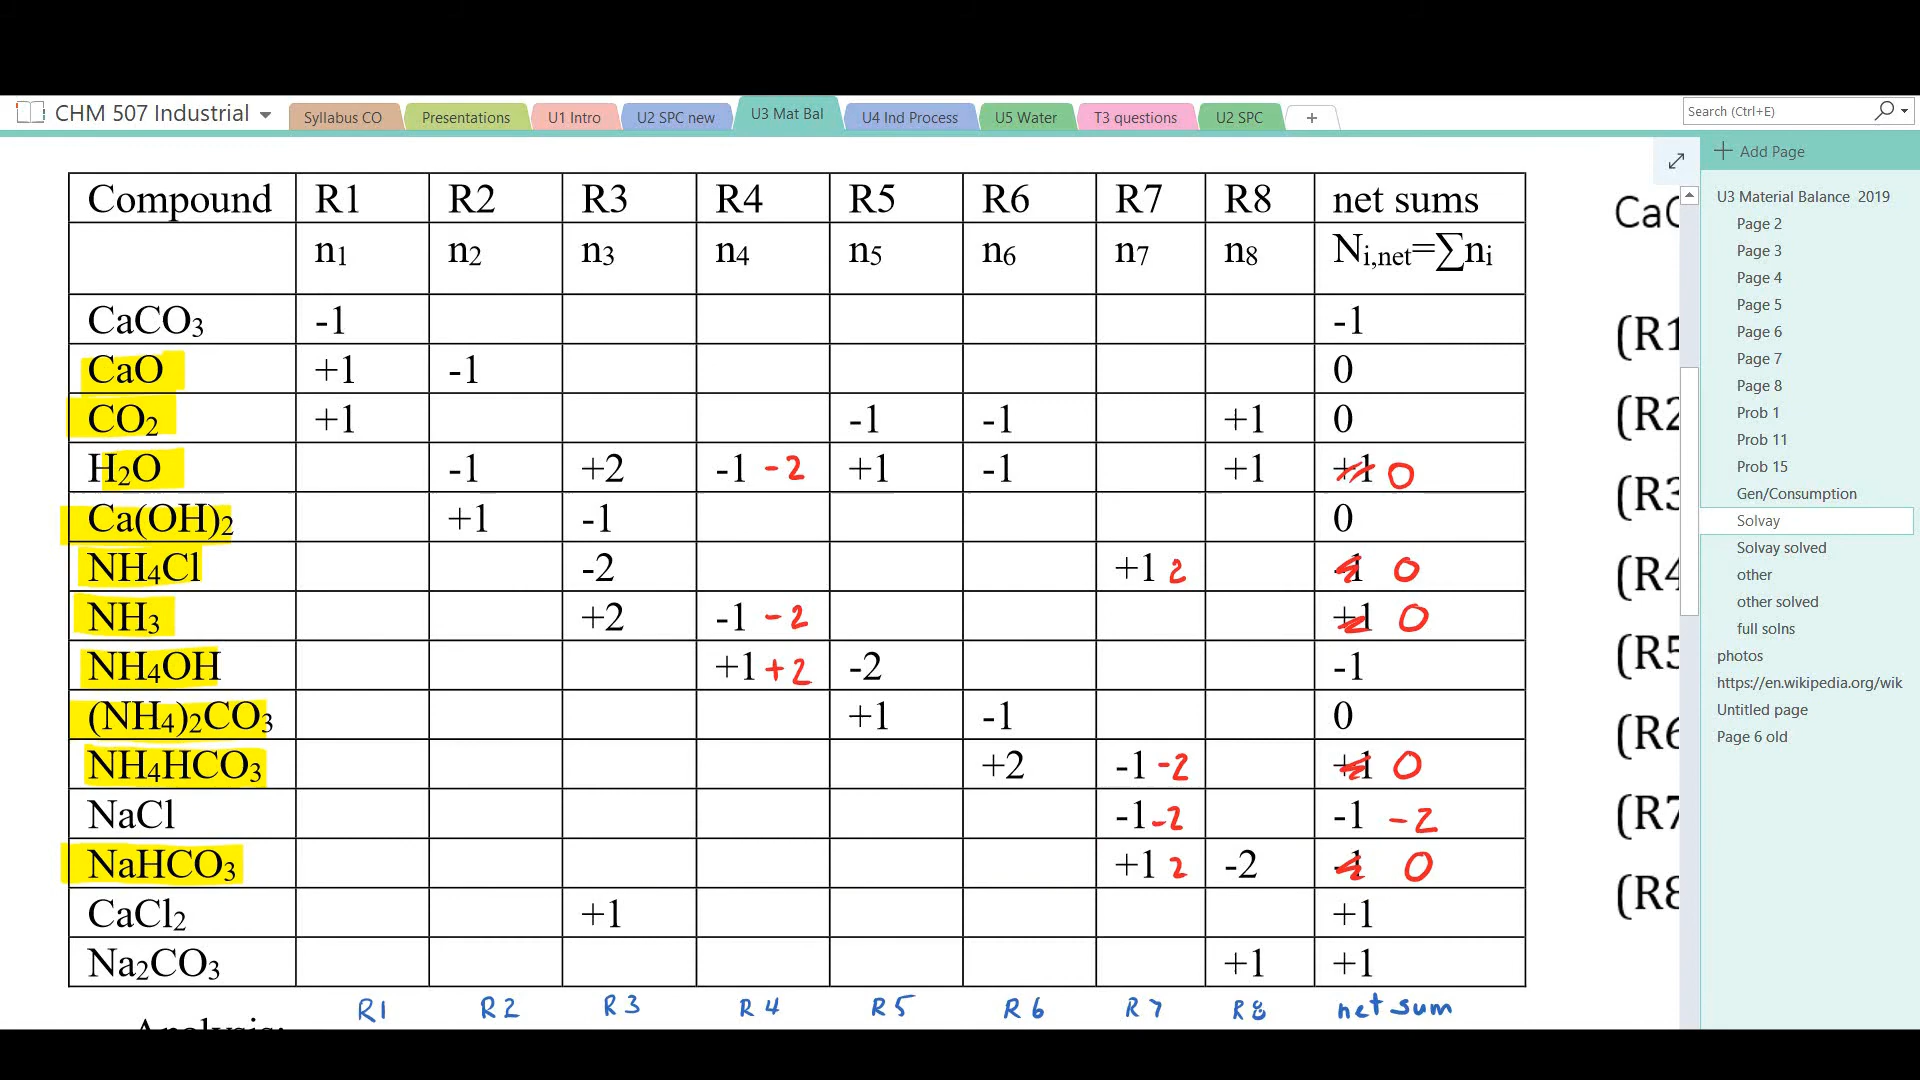 CHM 507 Industrial
Syllabus CO Presentations U1 Intro U2 SPC new U3 Mat Bal U4 Ind Process U5 Water T3 questions U2 SPC +
Search (Ctrl+E)
Add Page
U3 Material Balance 2019
Page 2
Page 3
Page 4
Page 5
Page 6
Page 7
Page 8
Prob 1
Prob 11
Prob 15
Gen/Consumption
Solvay
Solvay solved
other
other solved
full solns
photos
https://en.wikipedia.org/wik
Untitled page
Page 6 old
Compound R1 R2 R3 R4 R5 R6 R7 R8 net sums
n₁ n₂ n₃ n₄ n₅ n₆ n₇ n₈ Nᵢ,net=∑nᵢ
CaCO₃ -1 -1
CaO +1 -1 0
CO₂ +1 -1 -1 +1 0
H₂O -1 +2 -1 -2 +1 -1 +1 +1 0
Ca(OH)₂ +1 -1 0
NH₄Cl -2 +1 2 -1 0
NH₃ +2 -1 -2 +1 0
NH₄OH +1 +2 -2 -1
(NH₄)₂CO₃ +1 -1 0
NH₄HCO₃ +2 -1 -2 +1 0
NaCl -1 -2 -1 -2
NaHCO₃ +1 2 -2 -1 0
CaCl₂ +1 +1
Na₂CO₃ +1 +1
R1 R2 R3 R4 R5 R6 R7 R8 net sum
Analysis:
(R1
(R2
(R3
(R4
(R5
(R6
(R7
(R8